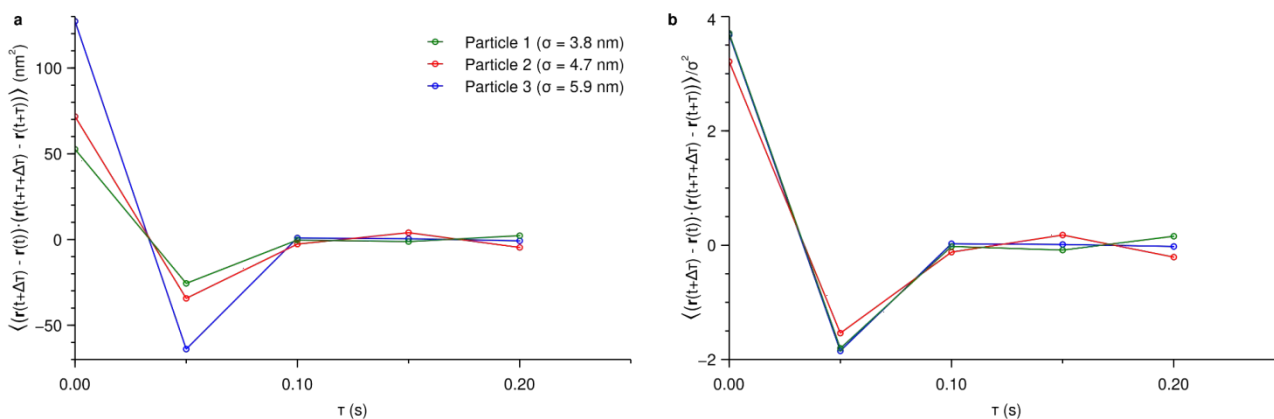 a
⟨(r(t+Δτ) - r(t))·(r(t+τ+Δτ) - r(t+τ))⟩ (nm²)
100
50
0
−50
0.00
0.10
0.20
τ (s)
Particle 1 (σ = 3.8 nm)
Particle 2 (σ = 4.7 nm)
Particle 3 (σ = 5.9 nm)
b
⟨(r(t+Δτ) - r(t))·(r(t+τ+Δτ) - r(t+τ))⟩/σ²
4
2
0
−2
0.00
0.10
0.20
τ (s)